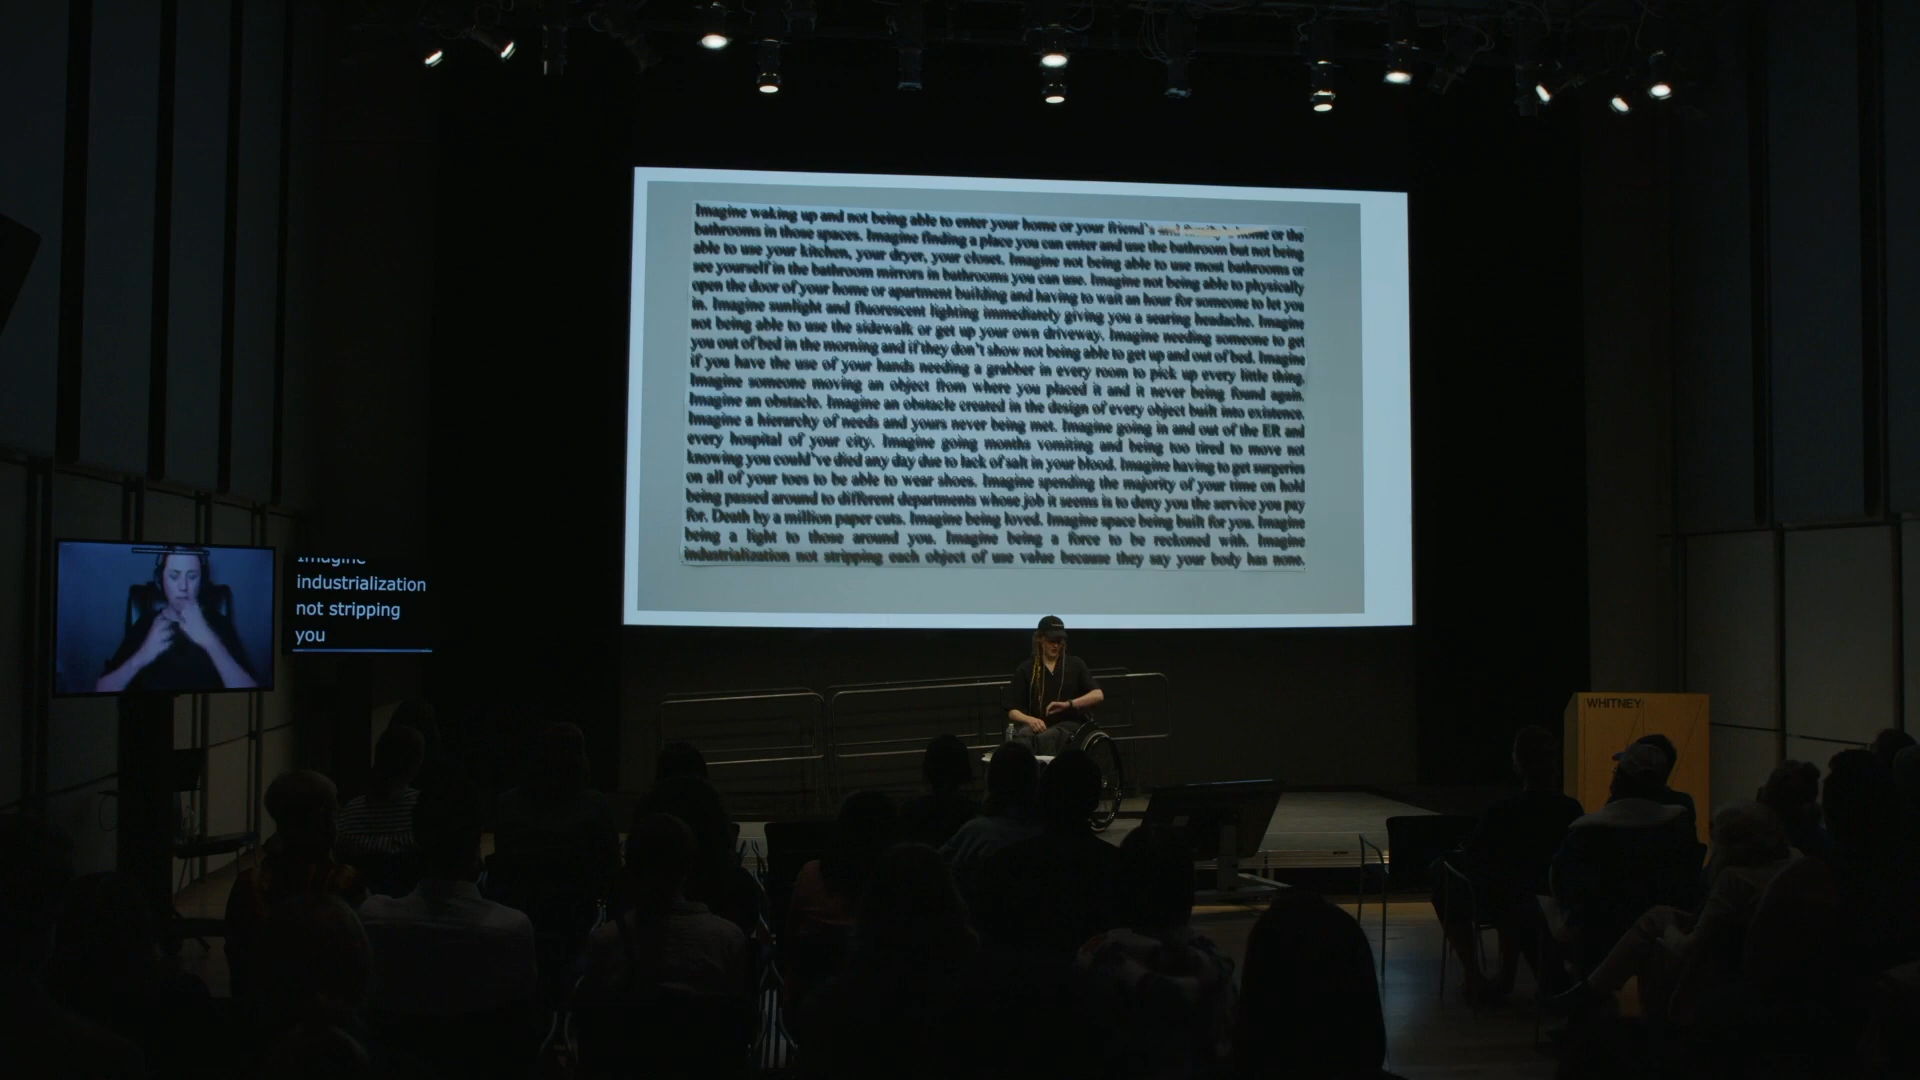 Imagine waking up and not being able to enter your home or your friend's and family's home or the
bathrooms in those spaces. Imagine finding a place you can enter and use the bathroom but not being
able to use your kitchen, your dryer, your closet. Imagine not being able to use most bathrooms or
see yourself in the bathroom mirrors in bathrooms you can use. Imagine not being able to physically
open the door of your home or apartment building and having to wait an hour for someone to let you
in. Imagine sunlight and fluorescent lighting immediately giving you a searing headache. Imagine
not being able to use the sidewalk or get up your own driveway. Imagine needing someone to get
you out of bed in the morning and if they don't show not being able to get up and out of bed. Imagine
if you have the use of your hands needing a grabber in every room to pick up every little thing.
Imagine someone moving an object from where you placed it and it never being found again.
Imagine an obstacle. Imagine an obstacle created in the design of every object built into existence.
Imagine a hierarchy of needs and yours never being met. Imagine going in and out of the ER and
every hospital of your city. Imagine going months vomiting and being too tired to move not
knowing you could've died any day due to lack of salt in your blood. Imagine having to get surgeries
on all of your toes to be able to wear shoes. Imagine spending the majority of your time on hold
being passed around to different departments whose job it seems is to deny you the service you pay
for. Death by a million paper cuts. Imagine being loved. Imagine space being built for you. Imagine
being a light to those around you. Imagine being a force to be reckoned with. Imagine
industrialization not stripping each object of use value because they say your body has none.
Imagine
industrialization
not stripping
you
WHITNEY